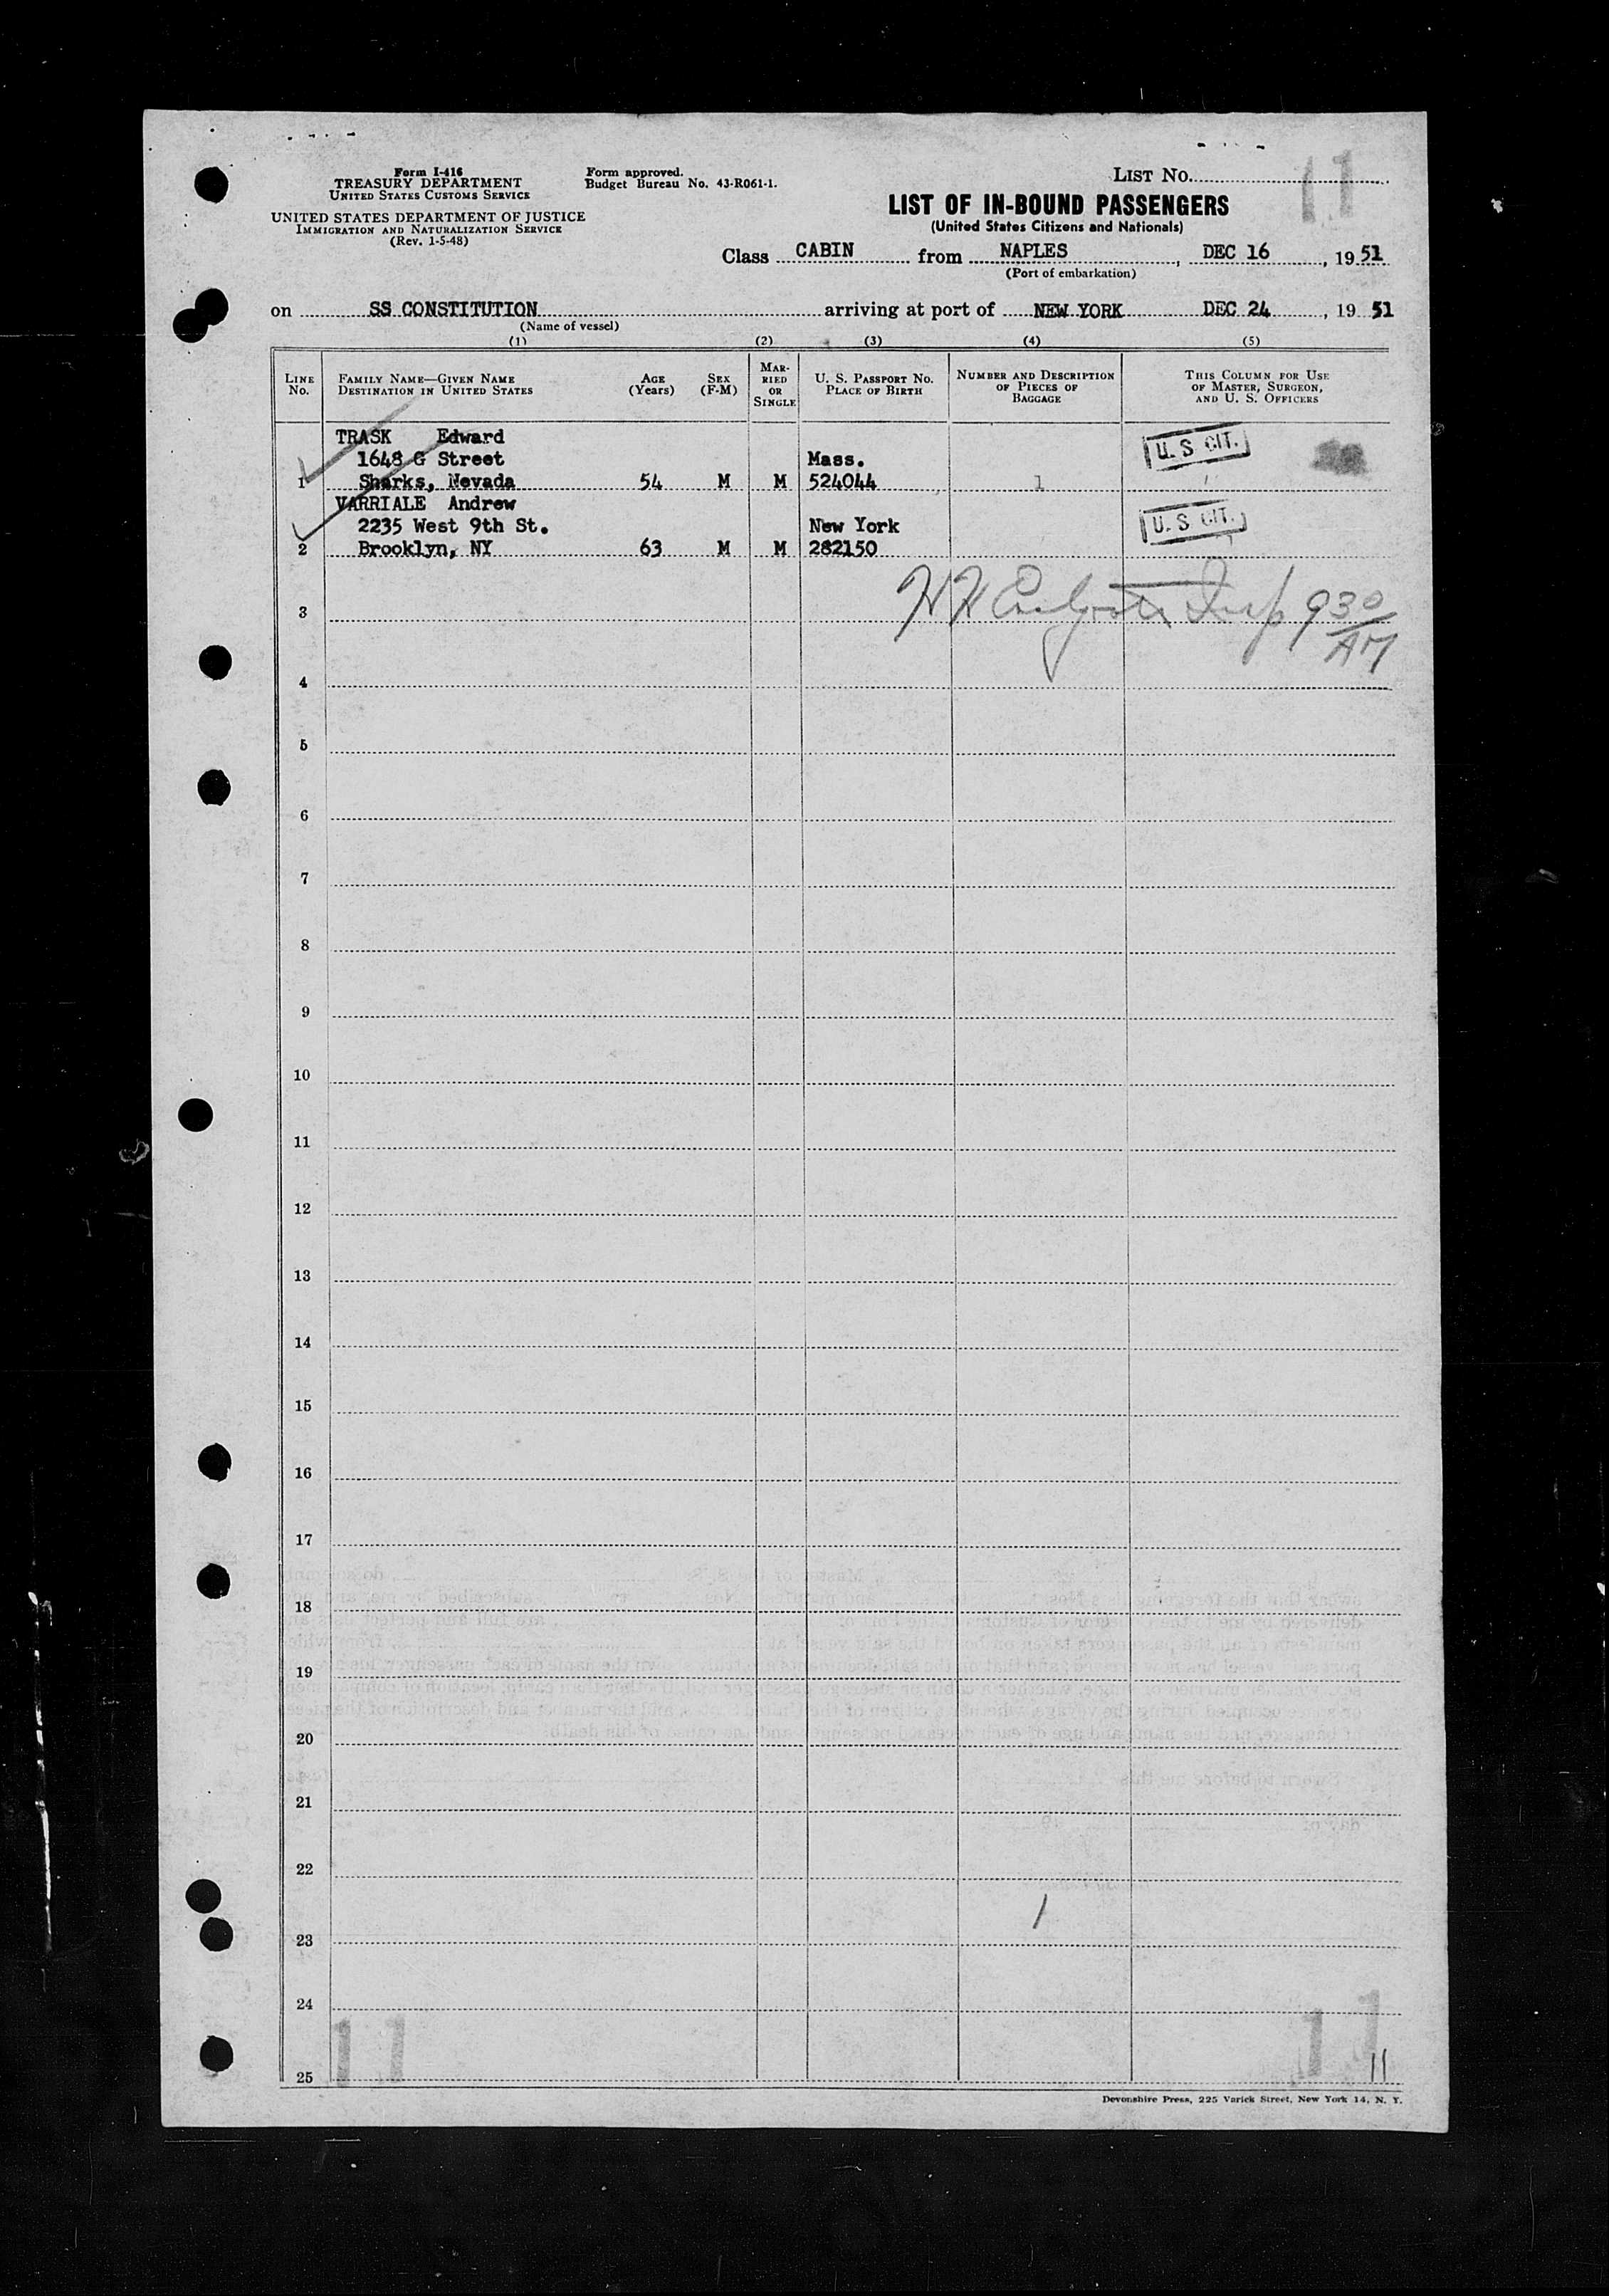 Form I-416
TREASURY DEPARTMENT
UNITED STATES CUSTOMS SERVICE
UNITED STATES DEPARTMENT OF JUSTICE
IMMIGRATION AND NATURALIZATION SERVICE
(Rev. 1-5-48)
Form approved.
Budget Bureau No. 43-R061-1.
LIST No. 11
LIST OF IN-BOUND PASSENGERS
(United States Citizens and Nationals)
Class CABIN from NAPLES, DEC 16, 1951
(Port of embarkation)
on SS CONSTITUTION arriving at port of NEW YORK DEC 24, 1951
(Name of vessel)
(1) (2) (3) (4) (5)
LINE No.
FAMILY NAME—GIVEN NAME
DESTINATION IN UNITED STATES
AGE (Years)
SEX (F-M)
MARRIED OR SINGLE
U. S. PASSPORT No.
PLACE OF BIRTH
NUMBER AND DESCRIPTION OF PIECES OF BAGGAGE
THIS COLUMN FOR USE OF MASTER, SURGEON, AND U. S. OFFICERS
TRASK Edward U. S CIT.
1648 G Street Mass.
1 Sharks, Nevada 54 M M 524044 1
VARRIALE Andrew U. S CIT.
2235 West 9th St. New York
2 Brooklyn, NY 63 M M 282150
3 Insp 930
AM
4
5
6
7
8
9
10
11
12
13
14
15
16
17
18
19
20
21
22
1
23
24
11 11
11
25
Devonshire Press, 225 Varick Street, New York 14, N. Y.